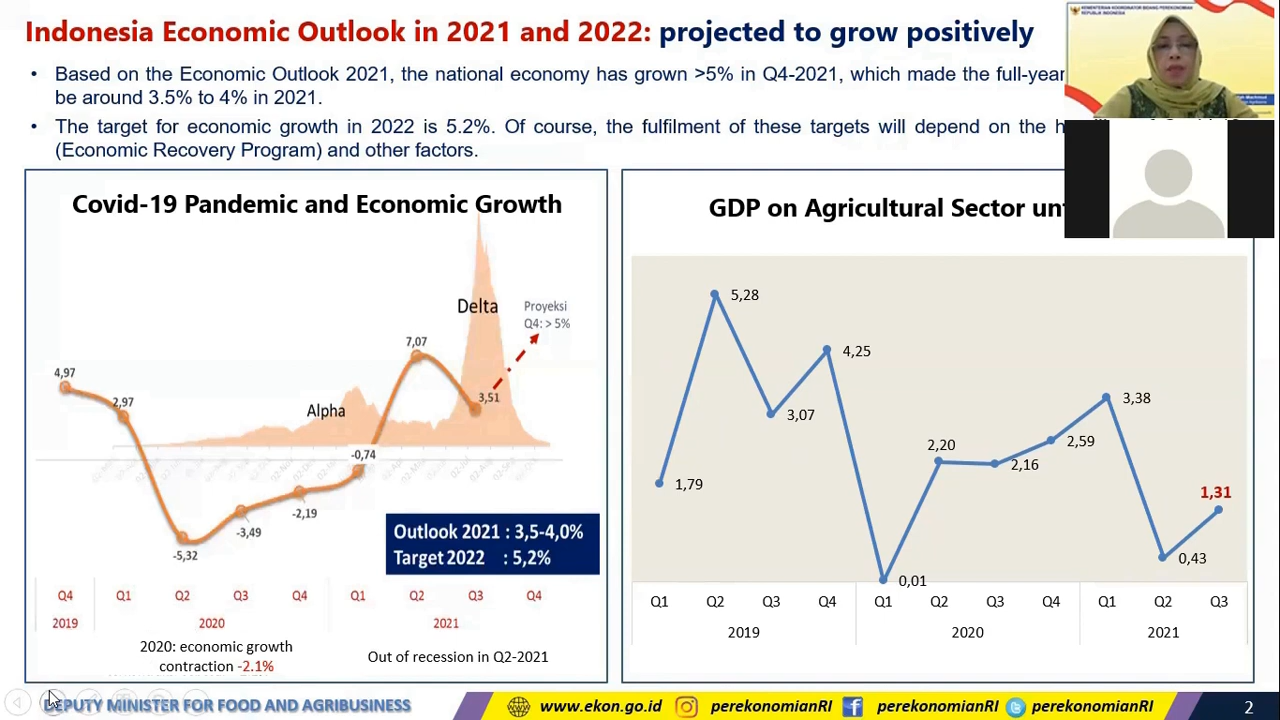 Indonesia Economic Outlook in 2021 and 2022: projected to grow positively
• Based on the Economic Outlook 2021, the national economy has grown >5% in Q4-2021, which made the full-year
be around 3.5% to 4% in 2021.
• The target for economic growth in 2022 is 5.2%. Of course, the fulfilment of these targets will depend on the
(Economic Recovery Program) and other factors.
KEMENTERIAN KOORDINATOR BIDANG PEREKONOMIAN
REPUBLIK INDONESIA
Covid-19 Pandemic and Economic Growth
Delta
Proyeksi
Q4: > 5%
7,07
4,97
2,97
3,51
Alpha
-0,74
-2,19
-3,49
-5,32
Outlook 2021 : 3,5-4,0%
Target 2022 : 5,2%
Q4 Q1 Q2 Q3 Q4 Q1 Q2 Q3 Q4
2019 2020 2021
2020: economic growth
contraction -2.1%
Out of recession in Q2-2021
GDP on Agricultural Sector
5,28
4,25
3,07
3,38
1,79
2,20
2,16
2,59
1,31
0,43
0,01
Q1 Q2 Q3 Q4 Q1 Q2 Q3 Q4 Q1 Q2 Q3
2019 2020 2021
DEPUTY MINISTER FOR FOOD AND AGRIBUSINESS
www.ekon.go.id perekonomianRI perekonomianRI perekonomianRI
2